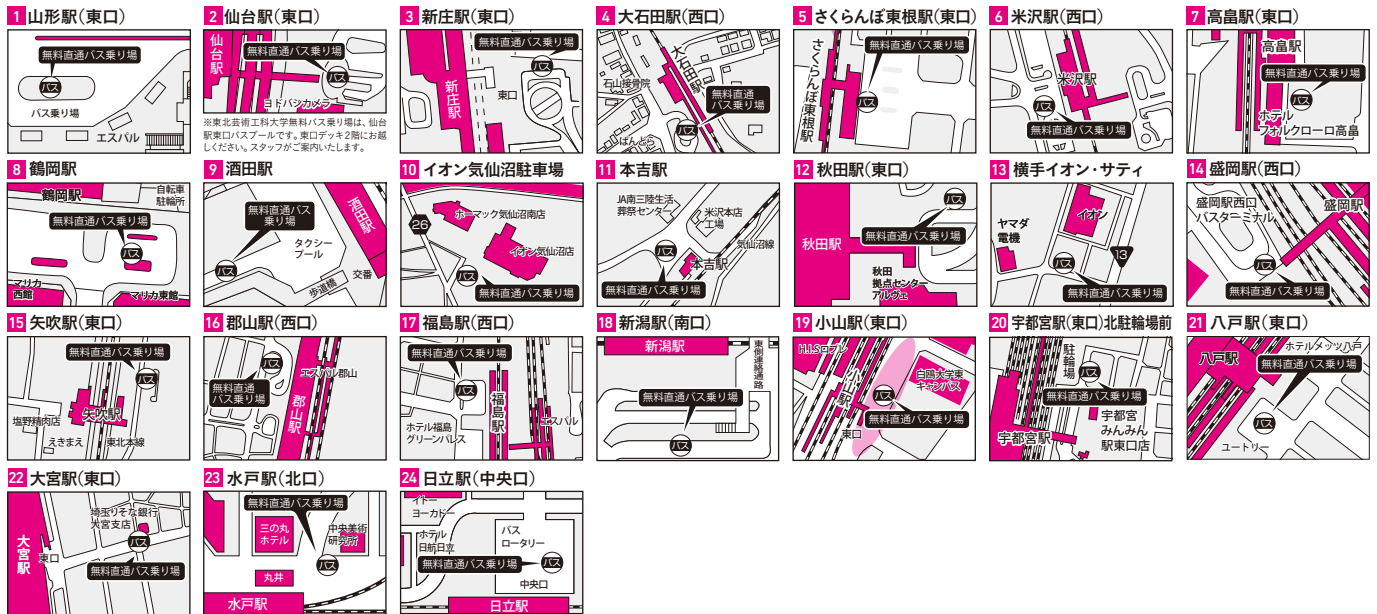 1 山形駅(東口)
無料直通バス乗り場
バス
バス乗り場
エスパル
2 仙台駅(東口)
仙台駅
無料直通バス乗り場
バス
ヨドバシカメラ
※東北芸術工科大学無料バス乗り場は、仙台
駅東口バスプールです。東口デッキ2階にお越
しください。スタッフがご案内いたします。
3 新庄駅(東口)
無料直通バス乗り場
バス
東口
新庄駅
4 大石田駅(西口)
大石田駅
石山接骨院
無料直通
バス乗り場
バス
ばんどう
5 さくらんぼ東根駅(東口)
無料直通バス乗り場
さくらんぼ東根駅
バス
6 米沢駅(西口)
米沢駅
バス
無料直通バス乗り場
7 高畠駅(東口)
高畠駅
無料直通バス乗り場
バス
ホテル
フォルクローロ高畠
8 鶴岡駅
鶴岡駅
自転車
駐輪所
無料直通バス乗り場
バス
マリカ
西館
マリカ東館
9 酒田駅
無料直通バス
乗り場
酒田駅
タクシー
プール
バス
交番
歩道橋
10 イオン気仙沼駐車場
26
ホーマック気仙沼南店
イオン気仙沼店
バス
無料直通バス乗り場
11 本吉駅
JA南三陸生活
葬祭センター
米沢本店
工場
気仙沼線
バス
本吉駅
無料直通バス乗り場
12 秋田駅(東口)
バス
無料直通バス乗り場
秋田駅
秋田
拠点センター
アルヴェ
13 横手イオン・サティ
イオン
ヤマダ
電機
13
バス
無料直通バス乗り場
14 盛岡駅(西口)
盛岡駅西口
バスターミナル
盛岡駅
バス
無料直通バス乗り場
15 矢吹駅(東口)
無料直通バス乗り場
バス
矢吹駅
塩野精肉店
えきまえ
東北本線
16 郡山駅(西口)
バス
エスパル郡山
無料直通
バス乗り場
郡山駅
17 福島駅(西口)
無料直通バス乗り場
バス
福島駅
ホテル福島
グリーンパレス
エスパル
18 新潟駅(南口)
新潟駅
東側連絡通路
無料直通バス乗り場
バス
19 小山駅(東口)
H.I.Sロブレ
小山駅
白鴎大学東
キャンパス
バス
無料直通バス乗り場
東口
20 宇都宮駅(東口)北駐輪場前
駐輪場
バス
無料直通バス乗り場
宇都宮駅
宇都宮
みんみん
駅東口店
21 八戸駅(東口)
ホテルメッツ八戸
八戸駅
無料直通バス乗り場
バス
ユートリー
22 大宮駅(東口)
埼玉りそな銀行
大宮支店
バス
東口
大宮駅
無料直通バス乗り場
23 水戸駅(北口)
無料直通バス乗り場
三の丸
ホテル
中央美術
研究所
バス
丸井
水戸駅
24 日立駅(中央口)
イトー
ヨーカドー
ホテル
日航日立
バス
ロータリー
無料直通バス乗り場
バス
中央口
日立駅